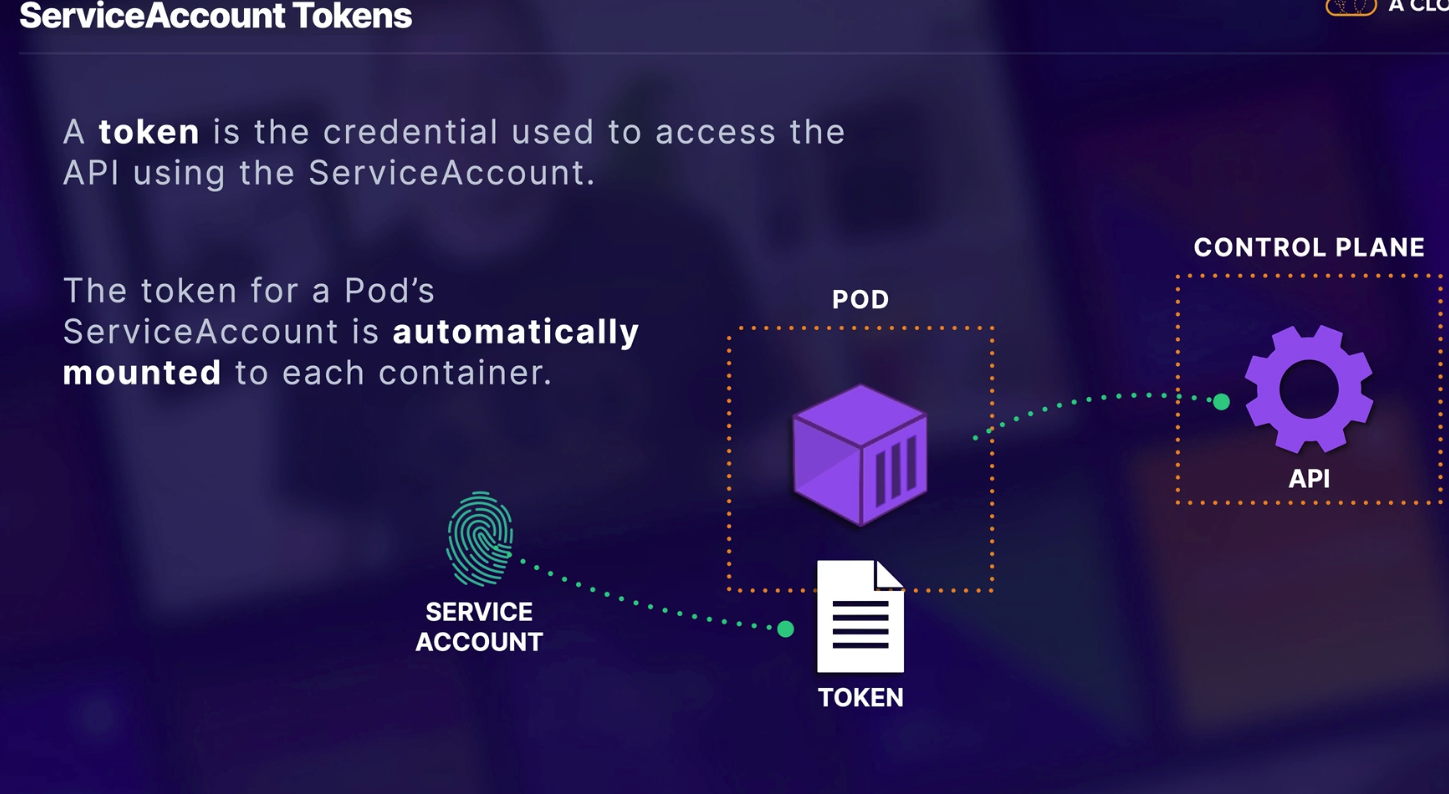 ServiceAccount Tokens
A CLO
A token is the credential used to access the
API using the ServiceAccount.
The token for a Pod’s
ServiceAccount is automatically
mounted to each container.
CONTROL PLANE
POD
API
SERVICE
ACCOUNT
TOKEN